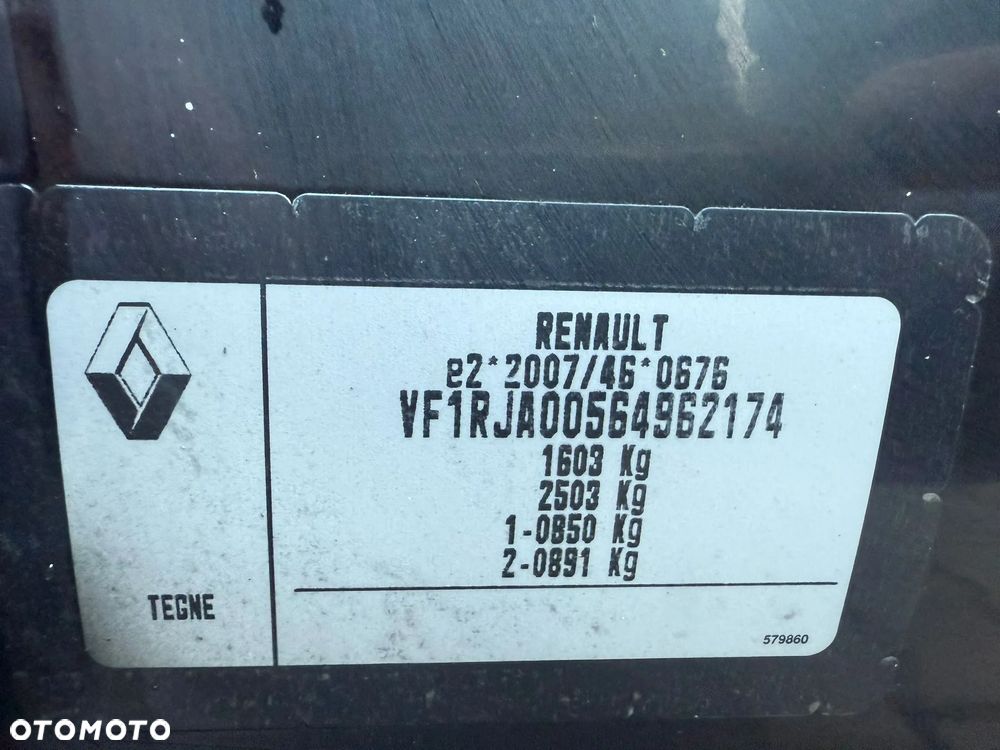 RENAULT
e2*2007/46*0676
VF1RJA00564962174
1603 Kg
2503 Kg
1-0850 Kg
2-0891 Kg
TEGNE
579860
OTOMOTO